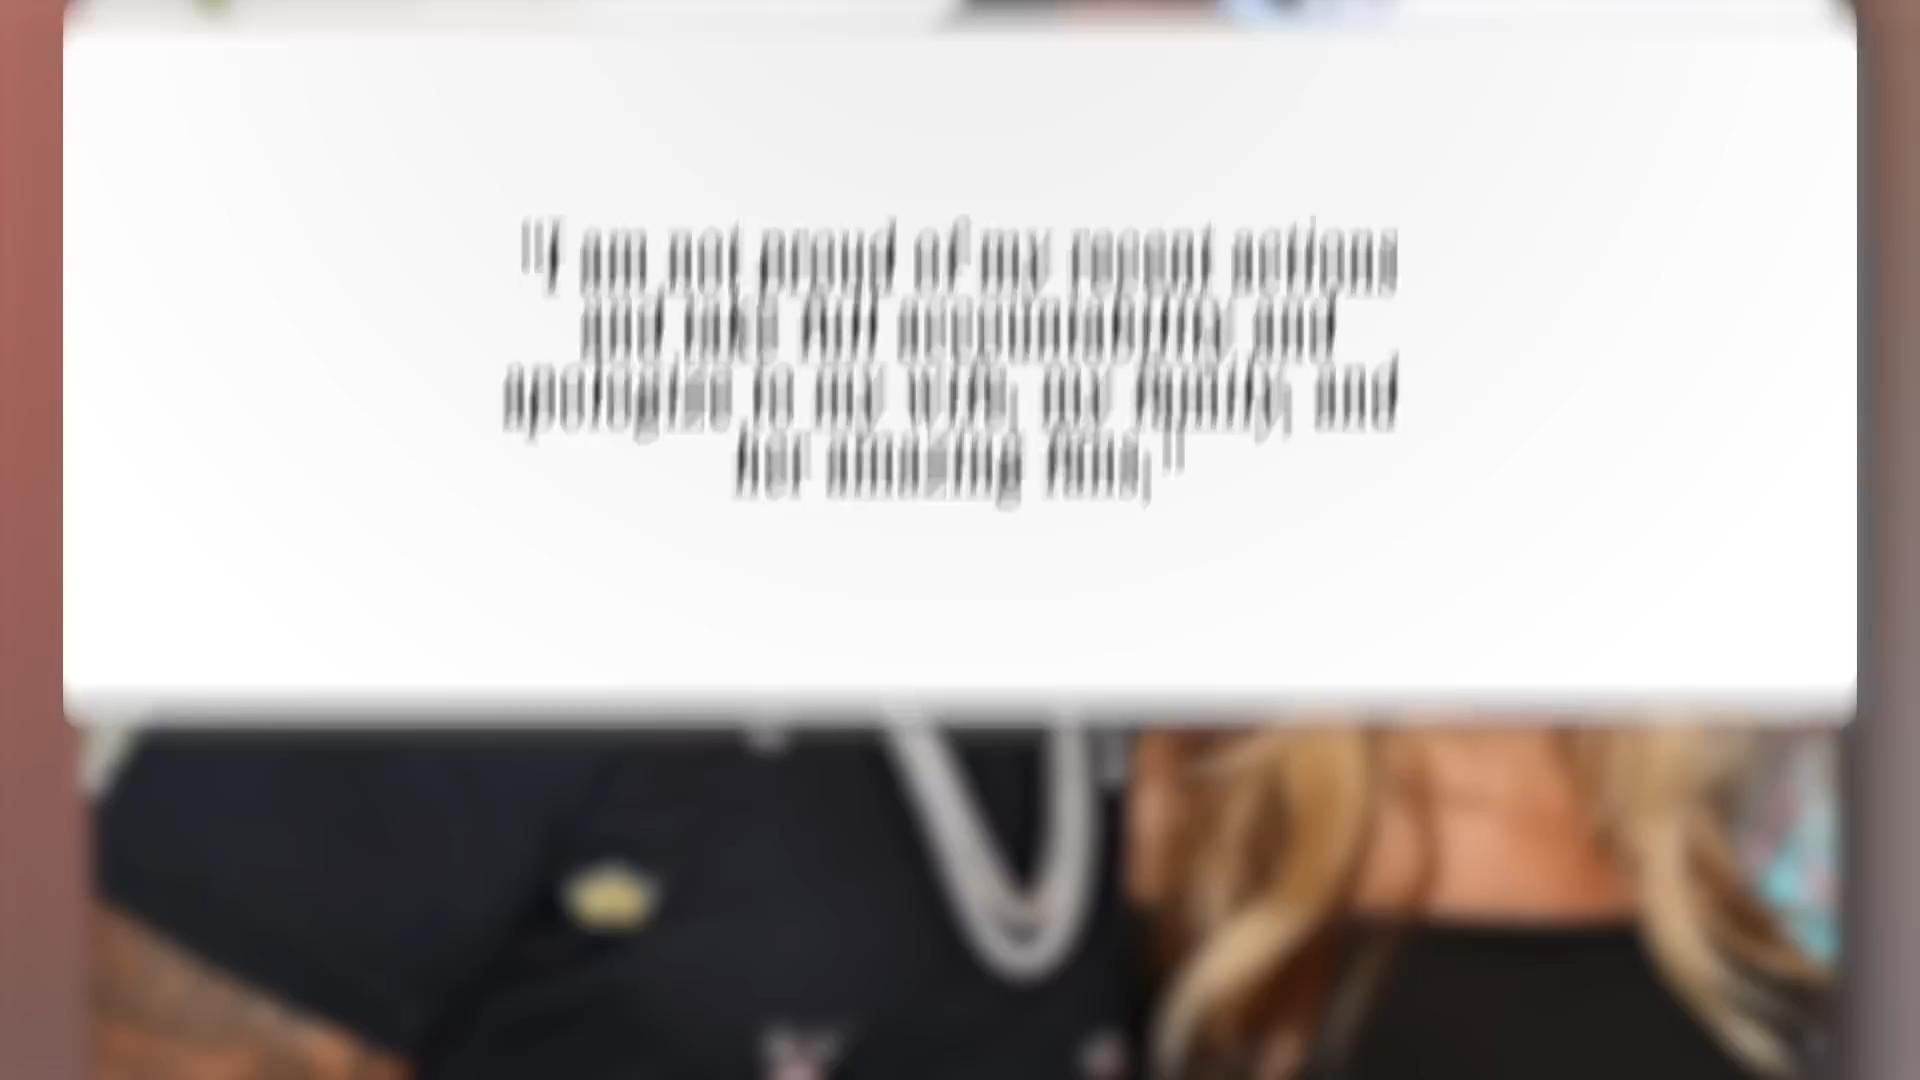 "I am not proud of my recent actions
and take full accountability and
apologize to my wife, my family, and
her amazing fans,"